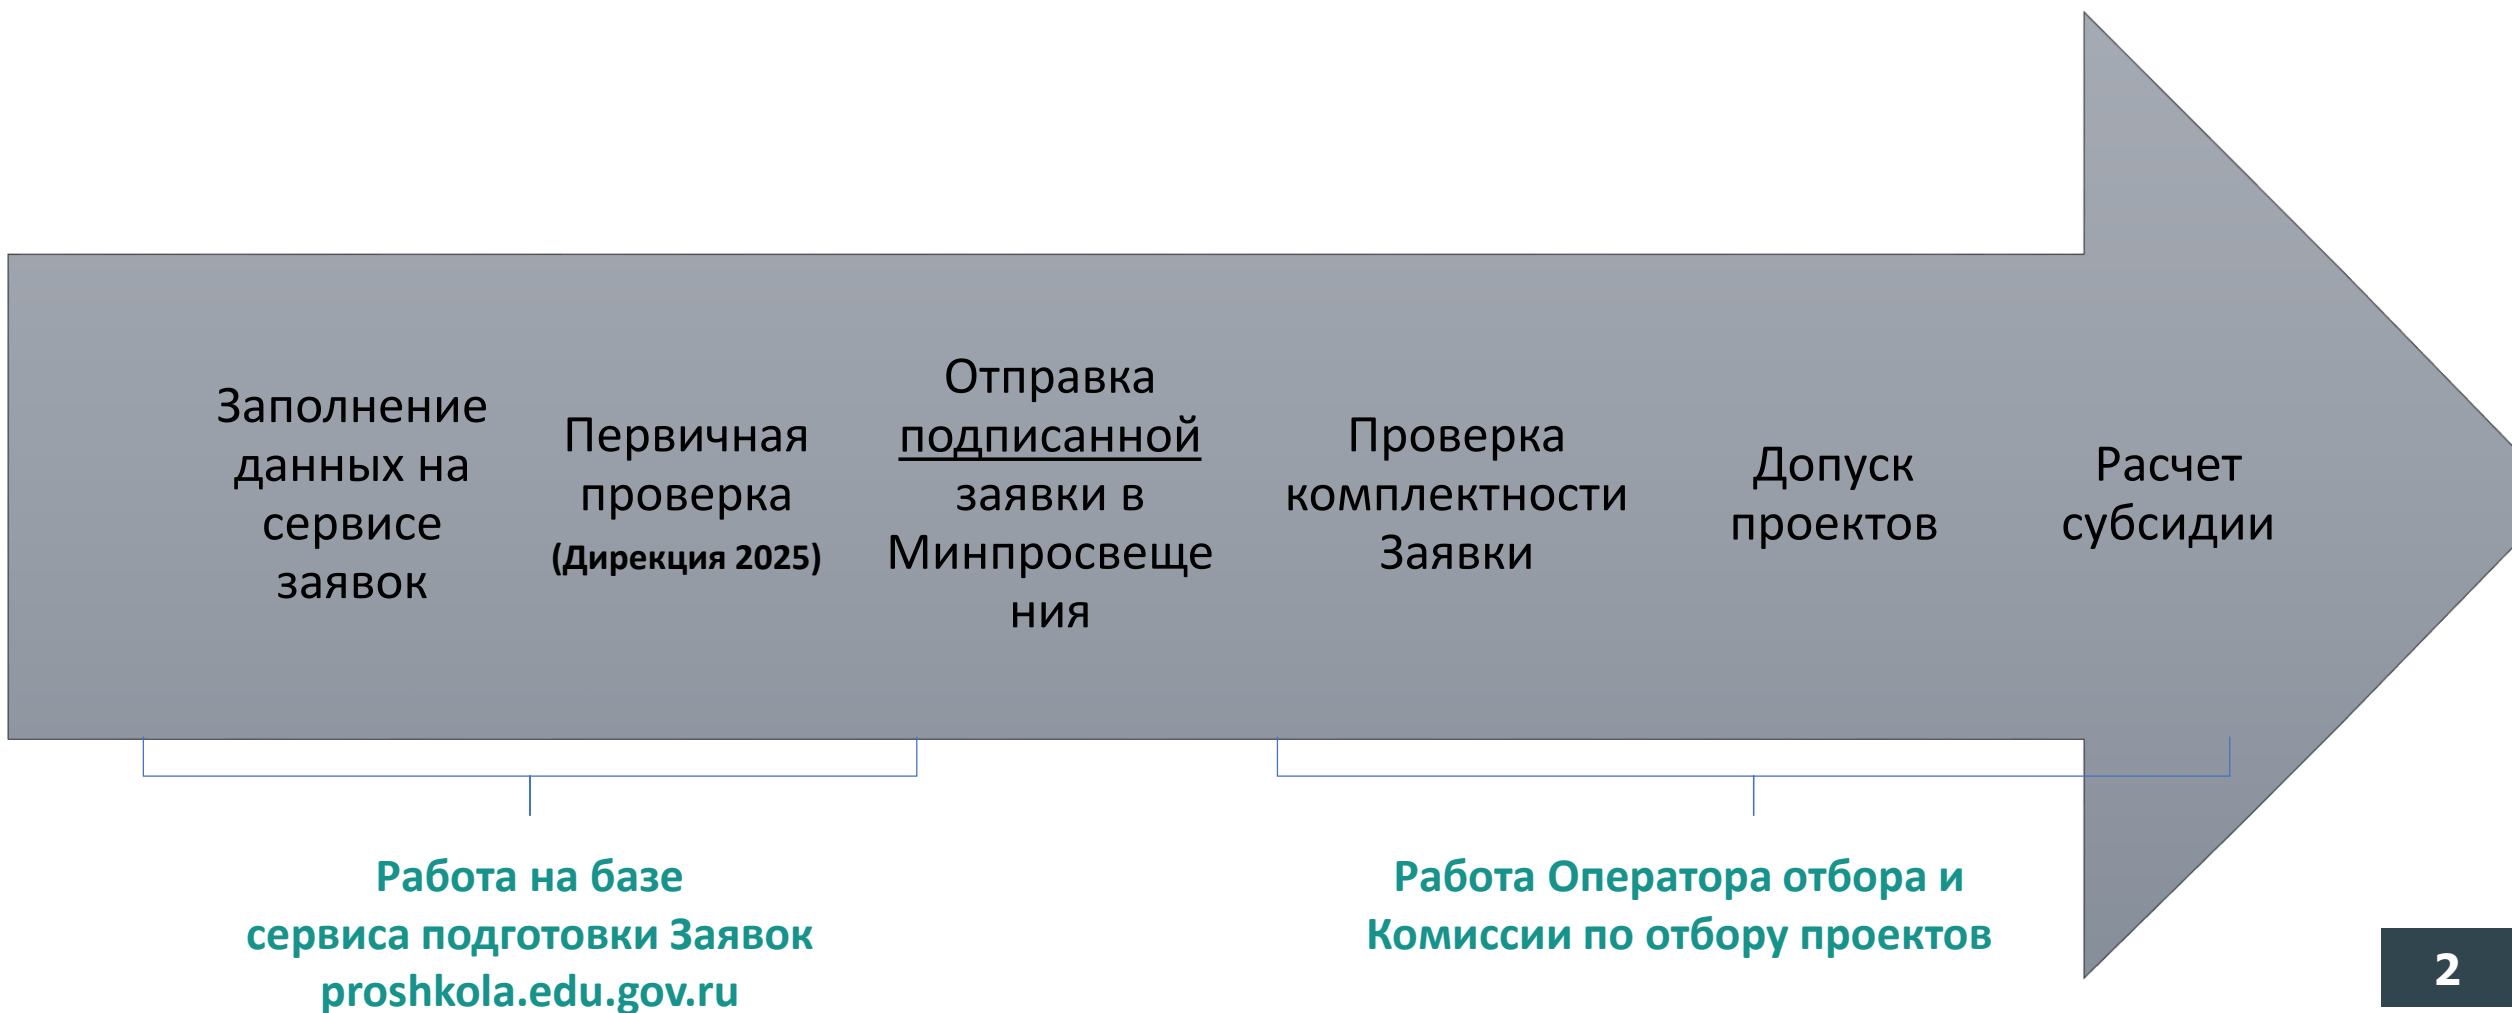 Заполнение
данных на
сервисе
заявок
Первичная
проверка
(Дирекция 2025)
Отправка
подписанной
заявки в
Минпросвеще
ния
Проверка
комплектности
Заявки
Допуск
проектов
Расчет
субсидии
Работа на базе
сервиса подготовки Заявок
proshkola.edu.gov.ru
Работа Оператора отбора и
Комиссии по отбору проектов
2